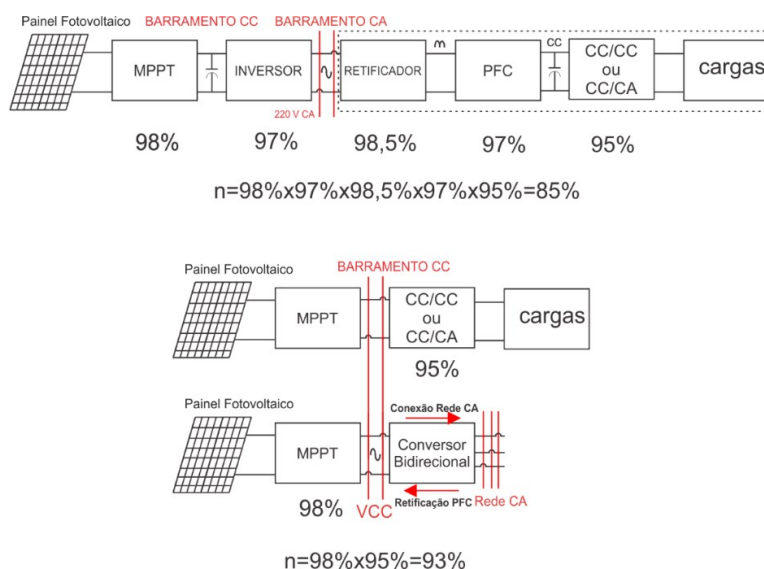 Painel Fotovoltaico
BARRAMENTO CC
BARRAMENTO CA
MPPT
INVERSOR
220 V CA
RETIFICADOR
PFC
CC
CC/CC
ou
CC/CA
cargas
98%
97%
98,5%
97%
95%
n=98%x97%x98,5%x97%x95%=85%
Painel Fotovoltaico
BARRAMENTO CC
MPPT
CC/CC
ou
CC/CA
cargas
95%
Painel Fotovoltaico
Conexão Rede CA
MPPT
Conversor
Bidirecional
98%
VCC
Retificação PFC
Rede CA
n=98%x95%=93%